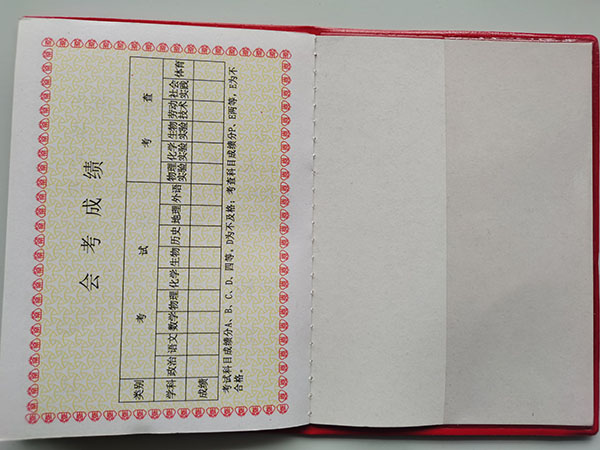 会考成绩
类别 考试 考查
学科 政治 语文 数学 物理 化学 生物 历史 地理 外语 物理实验 化学实验 生物实验 劳动技术 社会实践 体育
成绩
考试科目成绩分A、B、C、D、四等，D为不及格；考查科目成绩分P、E两等，E为不
合格。